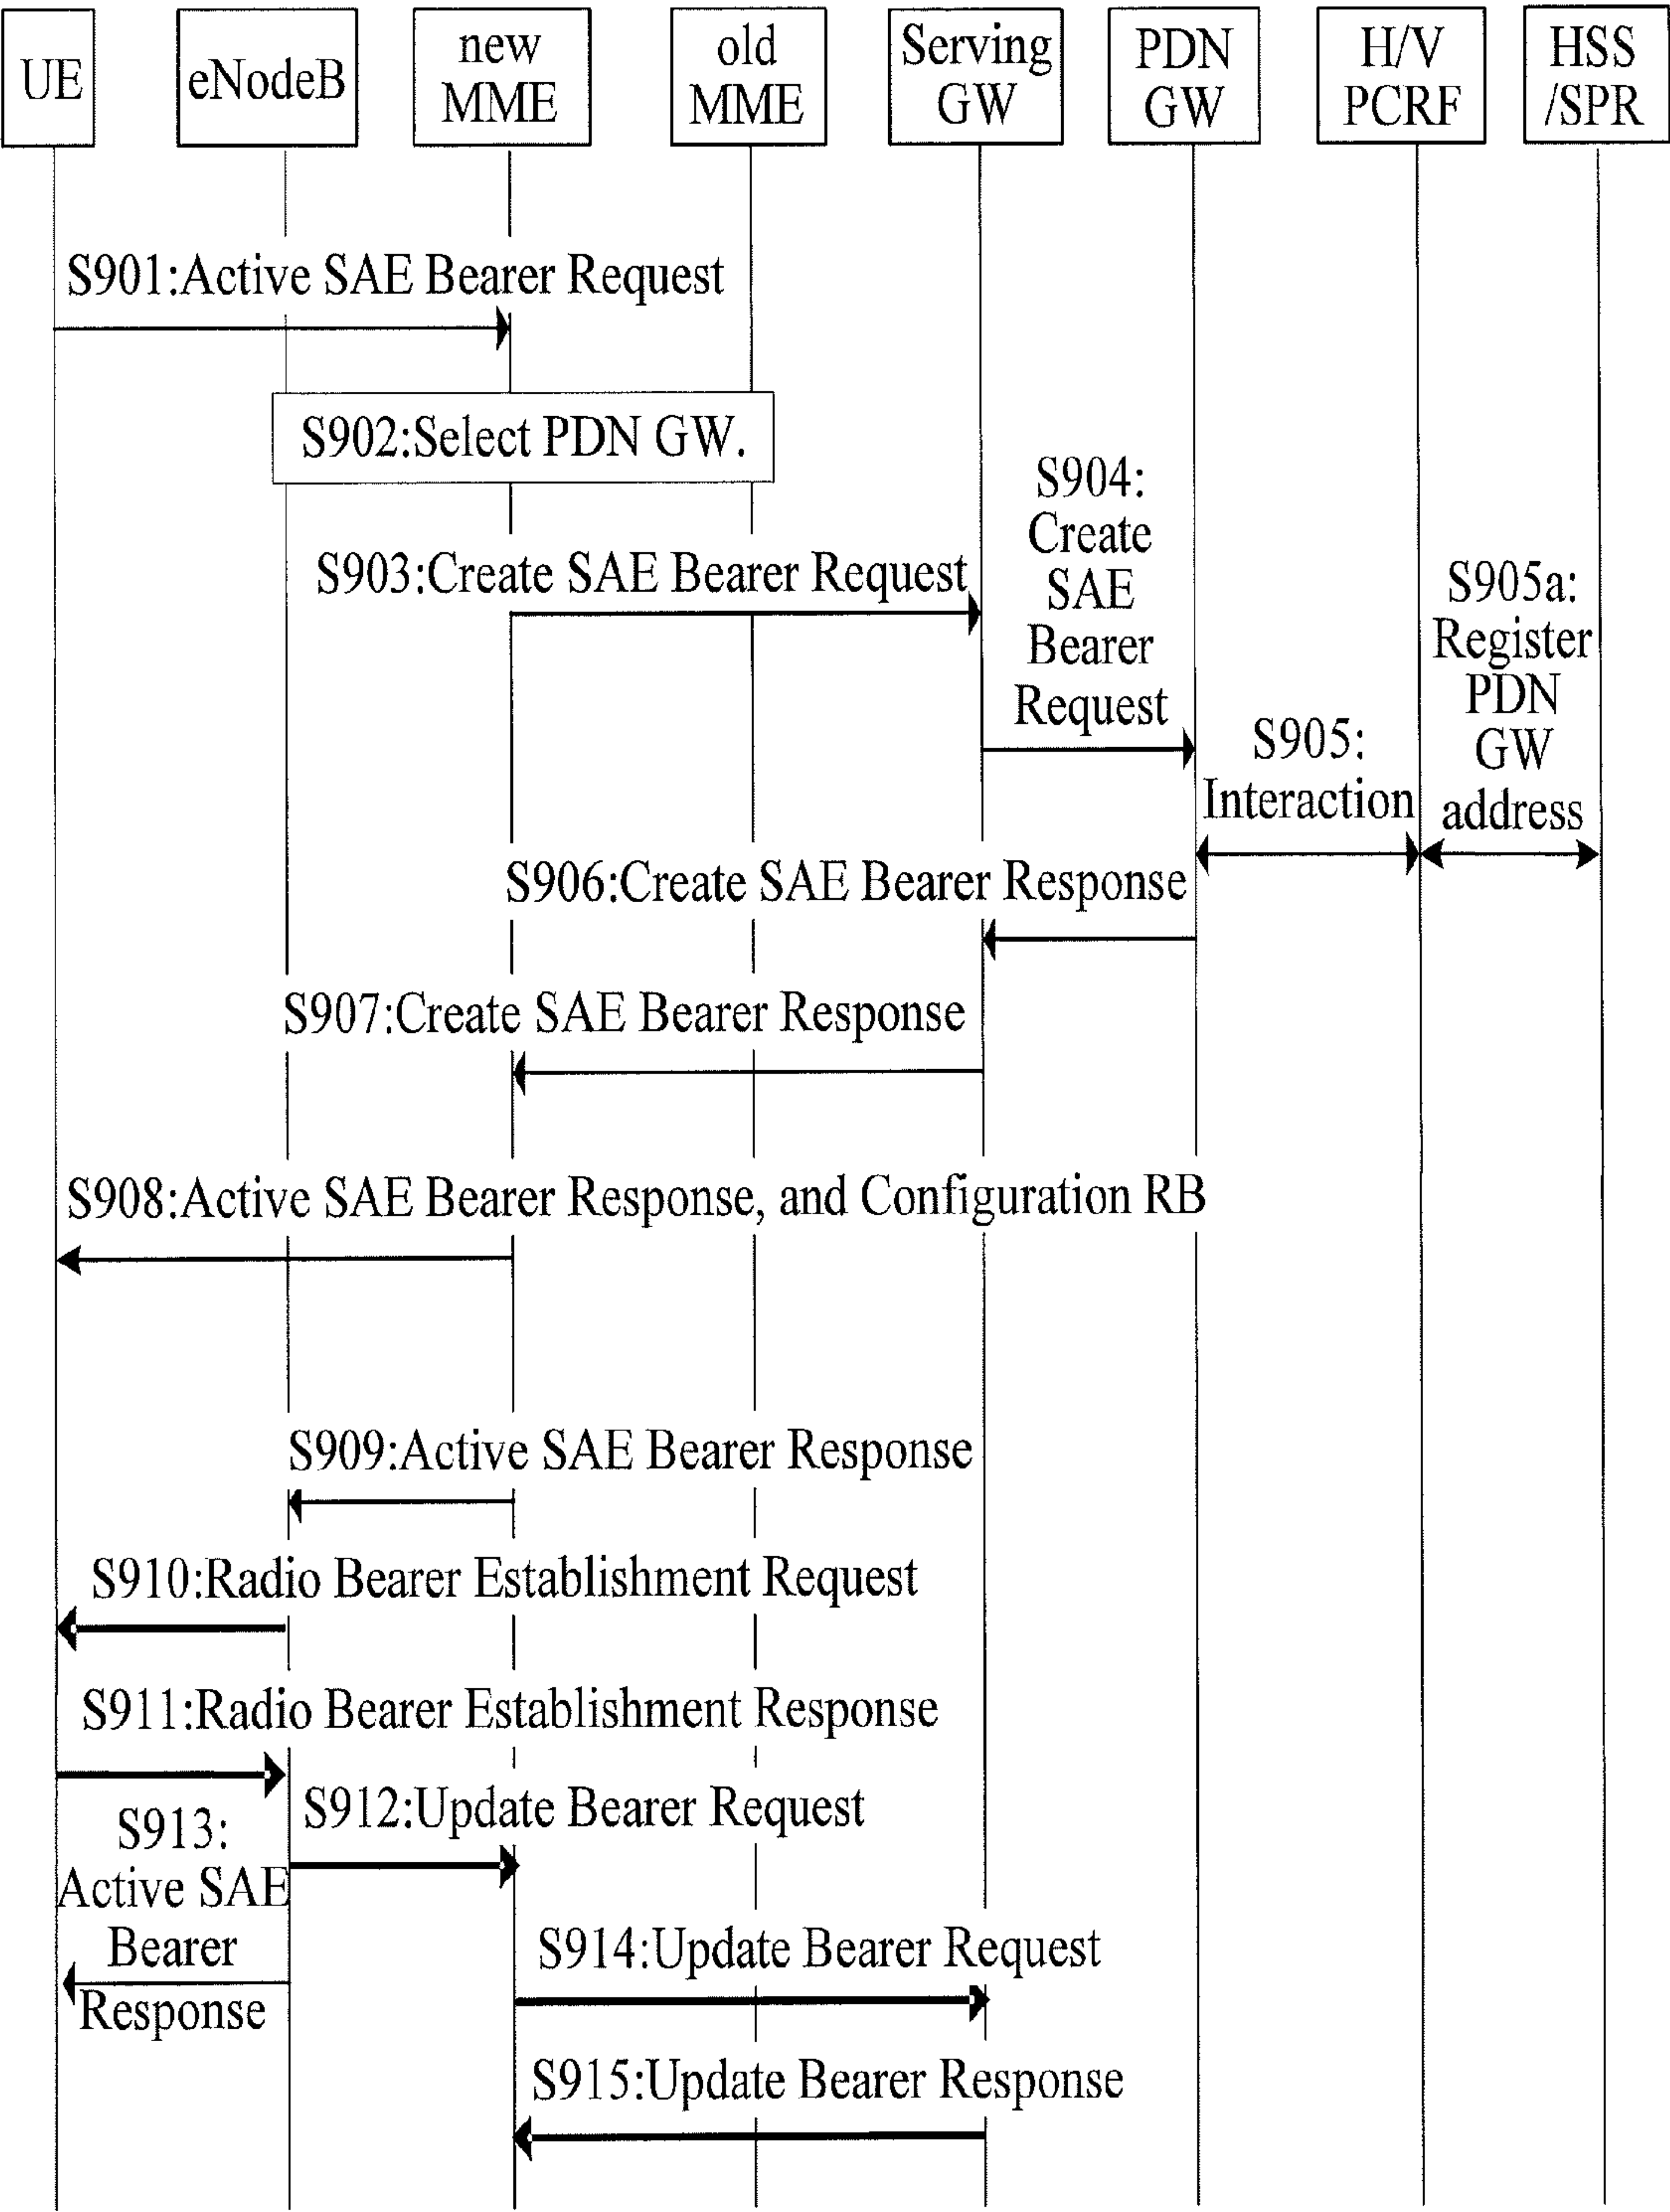 UE
eNodeB
new
MME
old
MME
Serving
GW
PDN
GW
H/V
PCRF
HSS
/SPR
S901:Active SAE Bearer Request
S902:Select PDN GW.
S903:Create SAE Bearer Request
S904:
Create
SAE
Bearer
Request
S905:
Interaction
S905a:
Register
PDN
GW
address
S906:Create SAE Bearer Response
S907:Create SAE Bearer Response
S908:Active SAE Bearer Response, and Configuration RB
S909:Active SAE Bearer Response
S910:Radio Bearer Establishment Request
S911:Radio Bearer Establishment Response
S912:Update Bearer Request
S913:
Active SAE
Bearer
Response
S914:Update Bearer Request
S915:Update Bearer Response